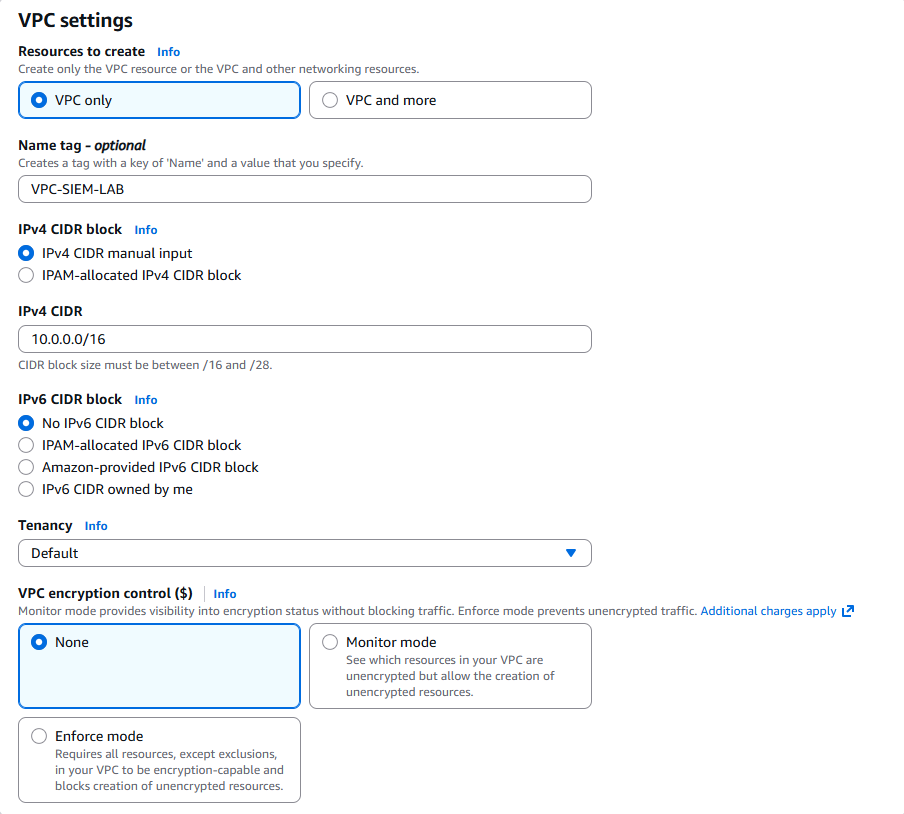 VPC settings
Resources to create Info
Create only the VPC resource or the VPC and other networking resources.
VPC only
VPC and more
Name tag - optional
Creates a tag with a key of 'Name' and a value that you specify.
VPC-SIEM-LAB
IPv4 CIDR block Info
IPv4 CIDR manual input
IPAM-allocated IPv4 CIDR block
IPv4 CIDR
10.0.0.0/16
CIDR block size must be between /16 and /28.
IPv6 CIDR block Info
No IPv6 CIDR block
IPAM-allocated IPv6 CIDR block
Amazon-provided IPv6 CIDR block
IPv6 CIDR owned by me
Tenancy Info
Default
VPC encryption control ($) Info
Monitor mode provides visibility into encryption status without blocking traffic. Enforce mode prevents unencrypted traffic. Additional charges apply
None
Monitor mode
See which resources in your VPC are
unencrypted but allow the creation of
unencrypted resources.
Enforce mode
Requires all resources, except exclusions,
in your VPC to be encryption-capable and
blocks creation of unencrypted resources.